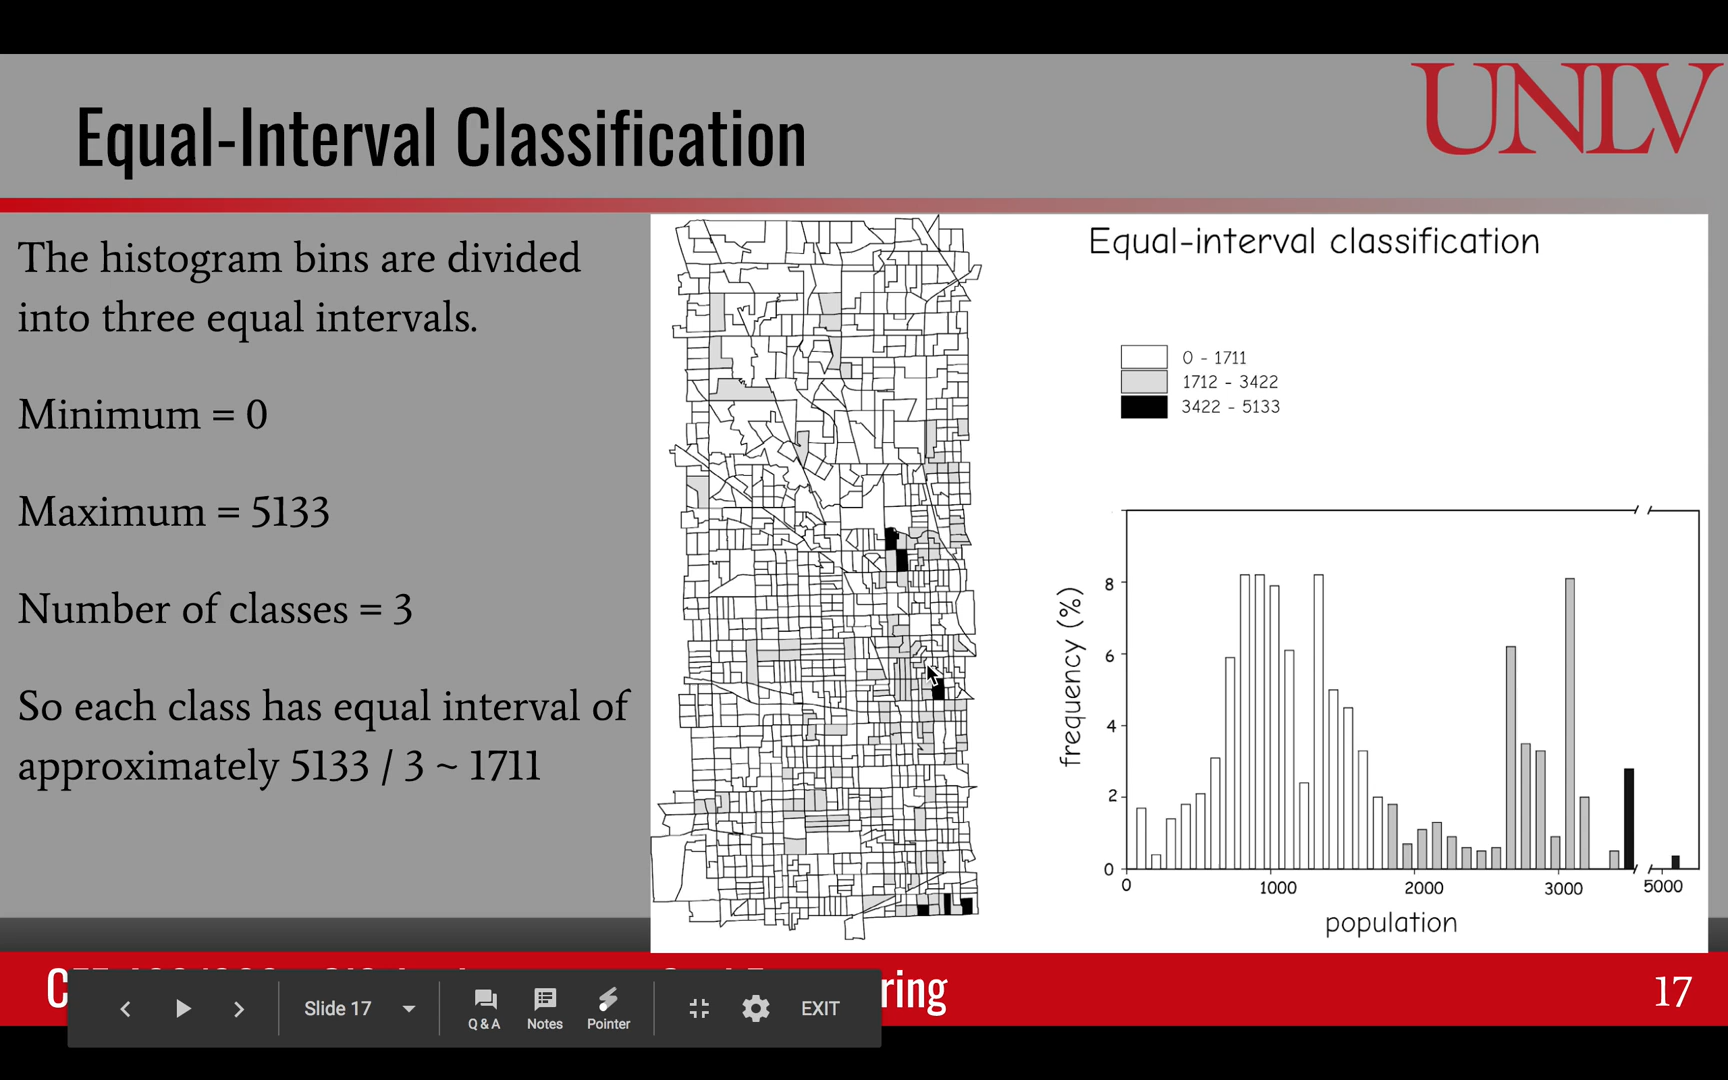 UNLV
Equal-Interval Classification
The histogram bins are divided
into three equal intervals.
Minimum = 0
Maximum = 5133
Number of classes = 3
So each class has equal interval of
approximately 5133 / 3 ~ 1711
Equal-interval classification
0 - 1711
1712 - 3422
3422 - 5133
frequency (%)
8
6
4
2
0
0 1000 2000 3000 5000
population
ring
17
Slide 17
Q & A
Notes
Pointer
EXIT